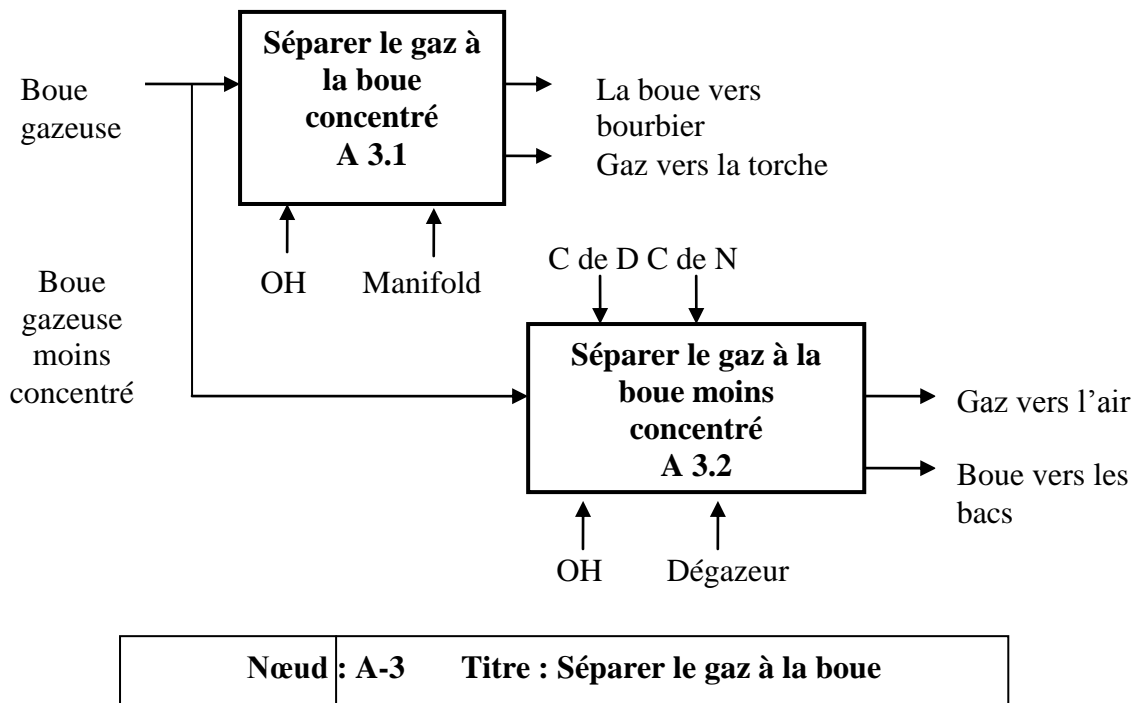 Séparer le gaz à
la boue
concentré
A 3.1
Boue
gazeuse
La boue vers
bourbier
Gaz vers la torche
OH
Manifold
C de D C de N
Boue
gazeuse
moins
concentré
Séparer le gaz à la
boue moins
concentré
A 3.2
Gaz vers l’air
Boue vers les
bacs
OH
Dégazeur
Nœud : A-3 Titre : Séparer le gaz à la boue